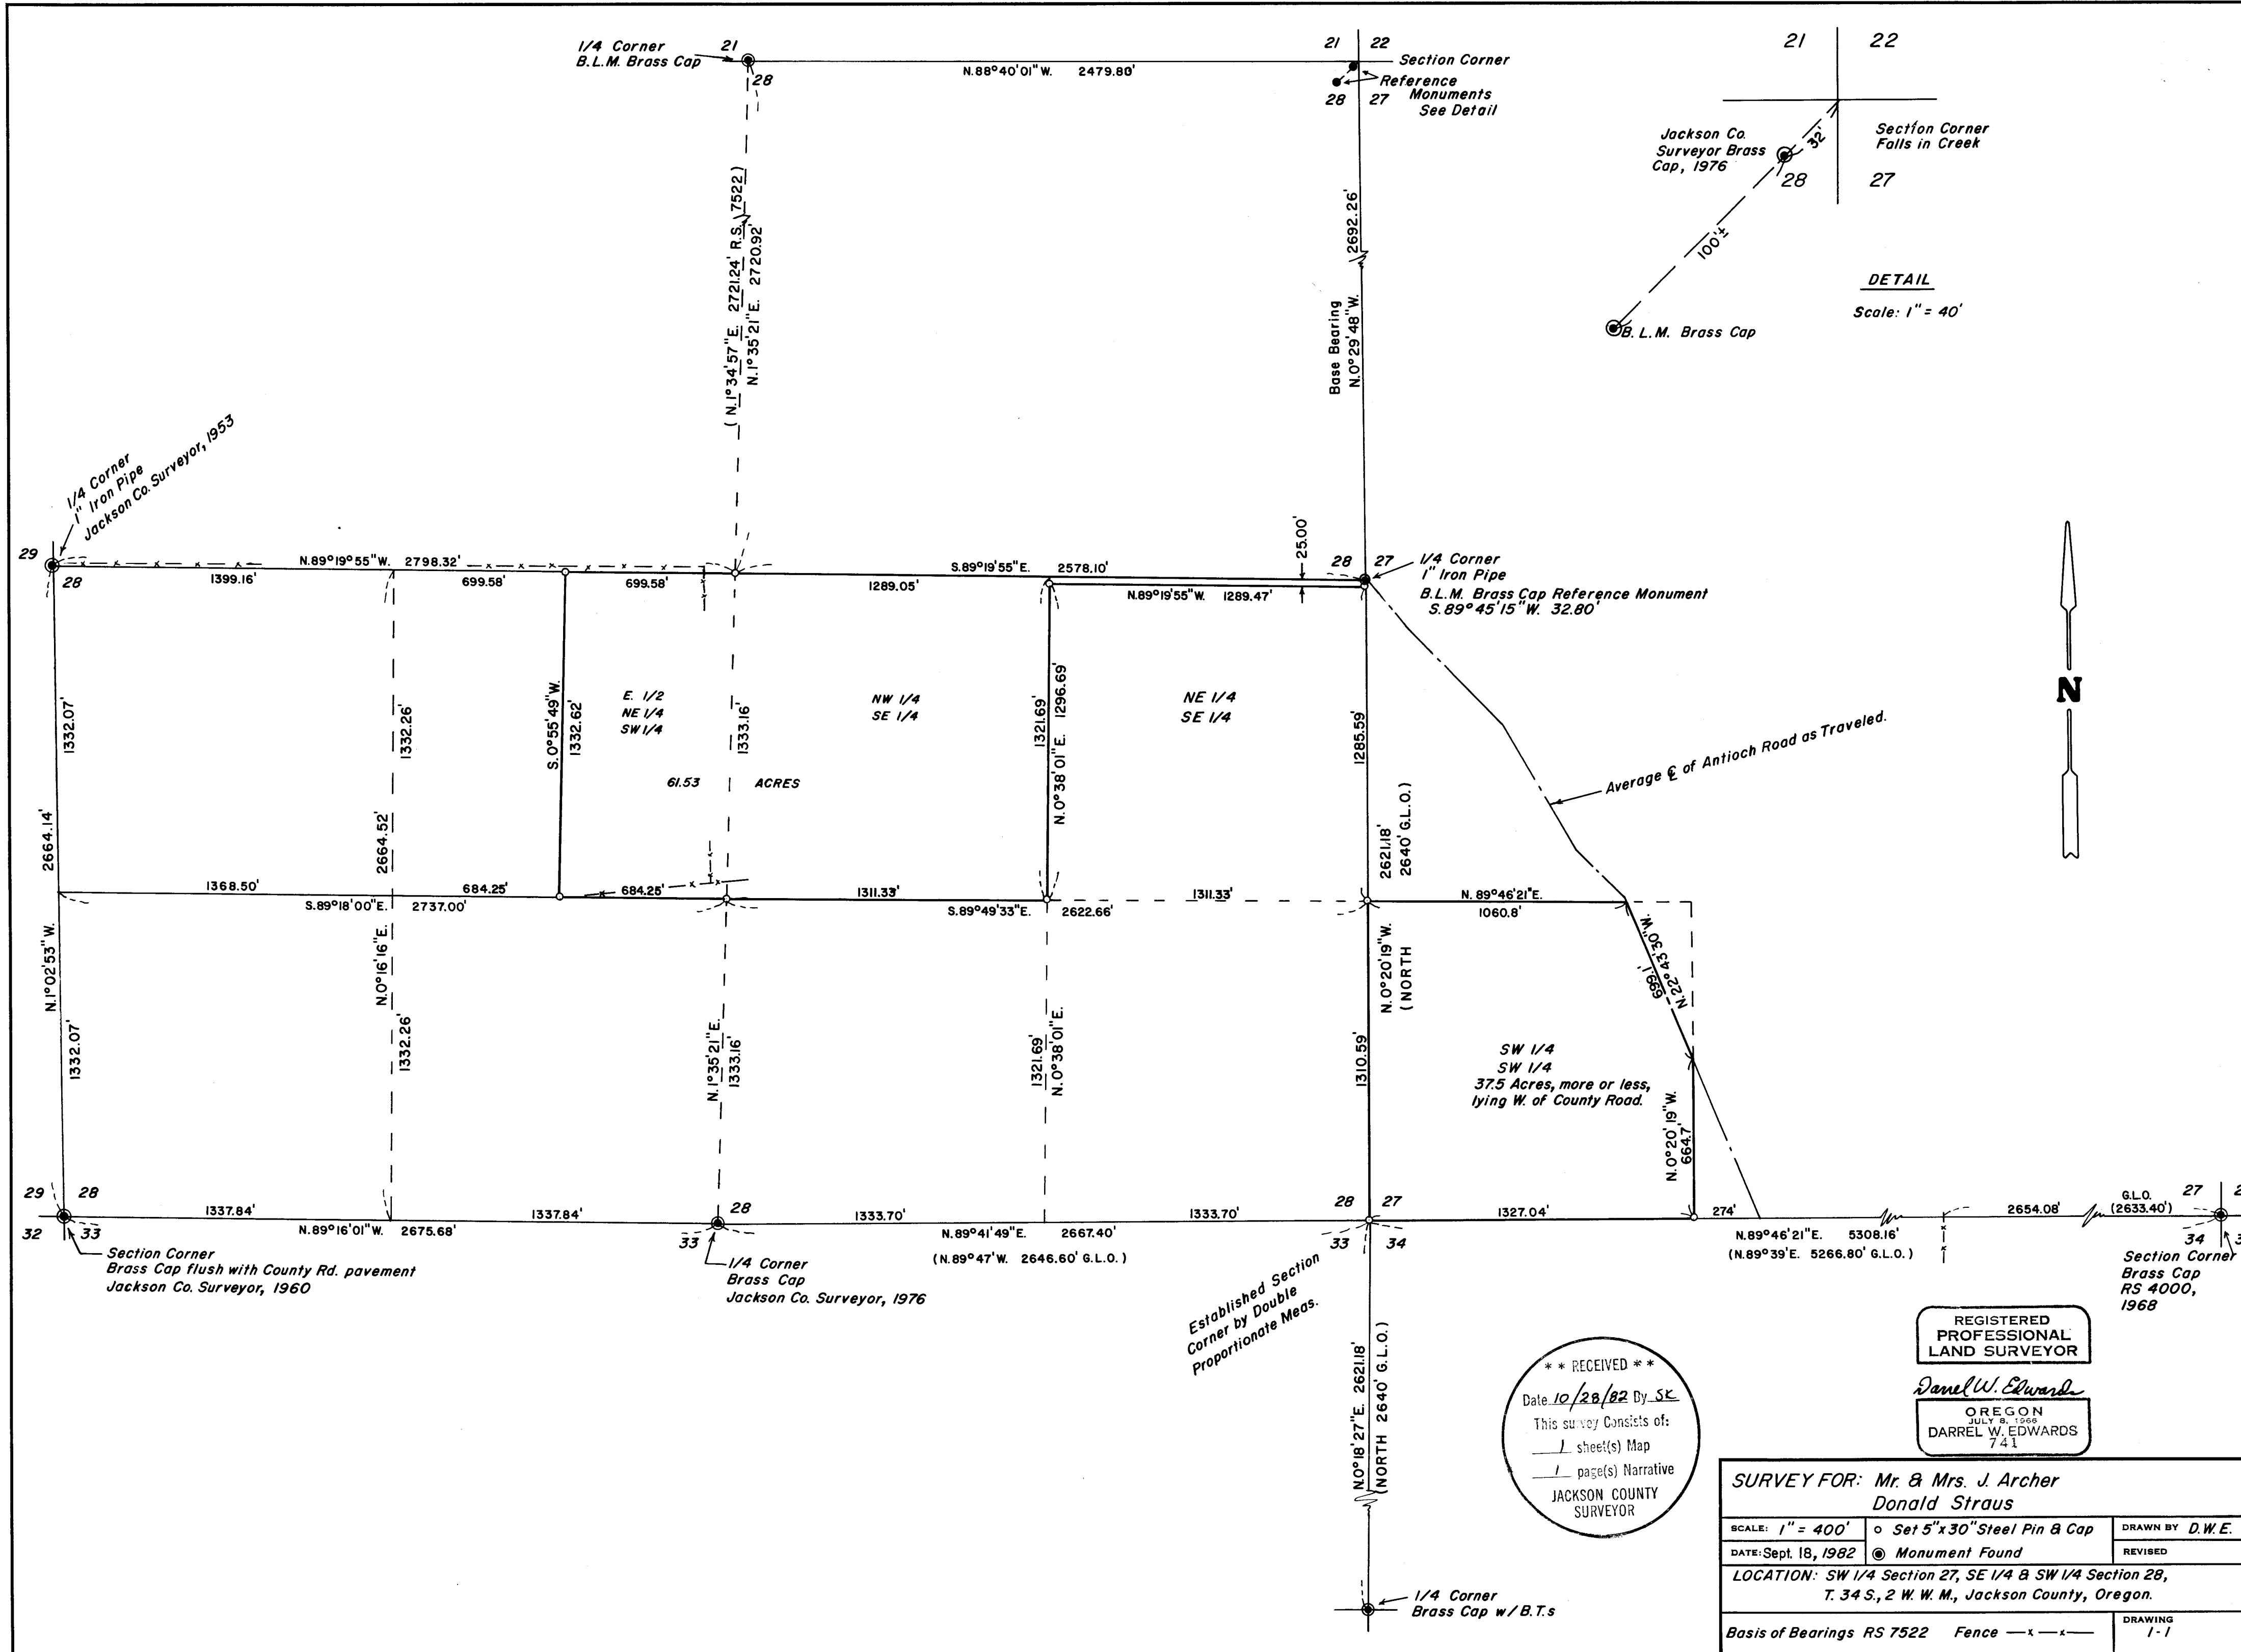 1/4 Corner
B.L.M. Brass Cap
21
28
N.88°40'01"W. 2479.80'
21 22
28 27
Section Corner
Reference
Monuments
See Detail
21 22
28 27
Jackson Co.
Surveyor Brass
Cap, 1976
32'
Section Corner
Falls in Creek
100'±
B.L.M. Brass Cap
DETAIL
Scale: 1" = 40'
(N.1°34'57"E. 2721.24' R.S. 7522)
N.1°35'21"E. 2720.92'
Base Bearing
N.0°29'48"W. 2692.26'
1/4 Corner
1" Iron Pipe
Jackson Co. Surveyor, 1953
29
28
N.89°19'55"W. 2798.32'
1399.16'
699.58'
699.58'
S.89°19'55"E. 2578.10'
1289.05'
N.89°19'55"W. 1289.47'
25.00'
28 27
1/4 Corner
1" Iron Pipe
B.L.M. Brass Cap Reference Monument
S.89°45'15"W. 32.80'
N
1332.07'
1332.26'
S.0°55'49"W.
1332.62'
E. 1/2
NE 1/4
SW 1/4
1333.16'
NW 1/4
SE 1/4
1321.69'
N.0°38'01"E. 1296.69'
NE 1/4
SE 1/4
1285.59'
61.53 ACRES
Average ℄ of Antioch Road as Traveled.
N.1°02'53"W. 2664.14'
N.0°16'16"E. 2664.52'
1368.50'
684.25'
684.25'
S.89°18'00"E. 2737.00'
1311.33'
1311.33'
S.89°49'33"E. 2622.66'
N.0°20'19"W. 2621.18'
(NORTH 2640' G.L.O.)
N. 89°46'21"E.
1060.8'
N.22°43'30"W.
699.1'
1332.07'
1332.26'
N.1°35'21"E.
1333.16'
1321.69'
N.0°38'01"E.
1310.59'
SW 1/4
SW 1/4
37.5 Acres, more or less,
lying W. of County Road.
N.0°20'19"W.
664.7'
29 28
32 33
1337.84'
1337.84'
N.89°16'01"W. 2675.68'
28
33
1333.70'
1333.70'
N.89°41'49"E. 2667.40'
(N.89°47'W. 2646.60' G.L.O.)
28 27
33 34
1327.04'
274'
N.89°46'21"E. 5308.16'
(N.89°39'E. 5266.80' G.L.O.)
2654.08'
G.L.O.
(2633.40')
27 2
34 3
Section Corner
Brass Cap flush with County Rd. pavement
Jackson Co. Surveyor, 1960
1/4 Corner
Brass Cap
Jackson Co. Surveyor, 1976
Established Section
Corner by Double
Proportionate Meas.
Section Corner
Brass Cap
RS 4000,
1968
N.0°18'27"E. 2621.18'
(NORTH 2640' G.L.O.)
1/4 Corner
Brass Cap w/B.T.s
* * RECEIVED * *
Date 10/28/82 By SK
This survey Consists of:
1 sheet(s) Map
1 page(s) Narrative
JACKSON COUNTY
SURVEYOR
REGISTERED
PROFESSIONAL
LAND SURVEYOR
Darrel W. Edwards
OREGON
JULY 8, 1966
DARREL W. EDWARDS
741
SURVEY FOR: Mr. & Mrs. J. Archer
Donald Straus
SCALE: 1" = 400'
o Set 5"x30" Steel Pin & Cap
DRAWN BY D.W.E.
DATE: Sept. 18, 1982
Monument Found
REVISED
LOCATION: SW 1/4 Section 27, SE 1/4 & SW 1/4 Section 28,
T. 34 S., 2 W. W. M., Jackson County, Oregon.
Basis of Bearings RS 7522 Fence —x—x—
DRAWING
1-1